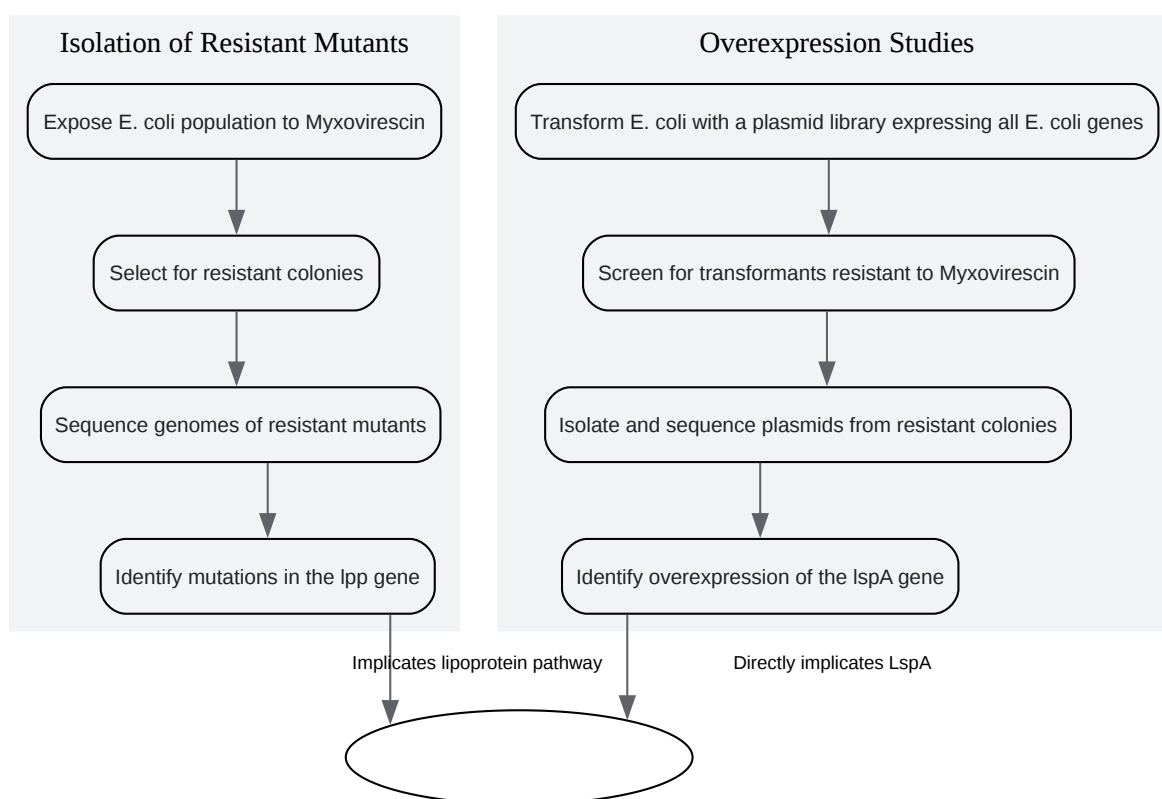 Isolation of Resistant Mutants
Expose E. coli population to Myxovirescin
Select for resistant colonies
Sequence genomes of resistant mutants
Identify mutations in the lpp gene
Overexpression Studies
Transform E. coli with a plasmid library expressing all E. coli genes
Screen for transformants resistant to Myxovirescin
Isolate and sequence plasmids from resistant colonies
Identify overexpression of the lspA gene
Implicates lipoprotein pathway
Directly implicates LspA